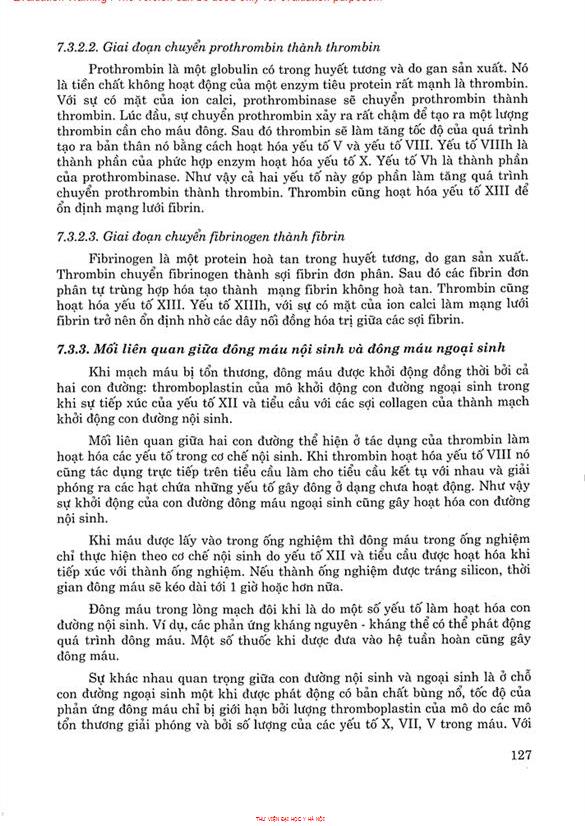 7.3.2.2. Giai đoạn chuyển prothrombin thành thrombin
Prothrombin là một globulin có trong huyết tương và do gan sản xuất. Nó
là tiền chất không hoạt động của một enzym tiêu protein rất mạnh là thrombin.
Với sự có mặt của ion calci, prothrombinase sẽ chuyển prothrombin thành
thrombin. Lúc đầu, sự chuyển prothrombin xảy ra rất chậm để tạo ra một lượng
thrombin cần cho máu đông. Sau đó thrombin sẽ làm tăng tốc độ của quá trình
tạo ra bản thân nó bằng cách hoạt hóa yếu tố V và yếu tố VIII. Yếu tố VIIIh là
thành phần của phức hợp enzym hoạt hóa yếu tố X. Yếu tố Vh là thành phần
của prothrombinase. Như vậy cả hai yếu tố này góp phần làm tăng quá trình
chuyển prothrombin thành thrombin. Thrombin cũng hoạt hóa yếu tố XIII để
ổn định mạng lưới fibrin.
7.3.2.3. Giai đoạn chuyển fibrinogen thành fibrin
Fibrinogen là một protein hoà tan trong huyết tương, do gan sản xuất.
Thrombin chuyển fibrinogen thành sợi fibrin đơn phân. Sau đó các fibrin đơn
phân tự trùng hợp hóa tạo thành mạng fibrin không hoà tan. Thrombin cũng
hoạt hóa yếu tố XIII. Yếu tố XIIIh, với sự có mặt của ion calci làm mạng lưới
fibrin trở nên ổn định nhờ các dây nối đồng hóa trị giữa các sợi fibrin.
7.3.3. Mối liên quan giữa đông máu nội sinh và đông máu ngoại sinh
Khi mạch máu bị tổn thương, đông máu được khởi động đồng thời bởi cả
hai con đường: thromboplastin của mô khởi động con đường ngoại sinh trong
khi sự tiếp xúc của yếu tố XII và tiểu cầu với các sợi collagen của thành mạch
khởi động con đường nội sinh.
Mối liên quan giữa hai con đường thể hiện ở tác dụng của thrombin làm
hoạt hóa các yếu tố trong cơ chế nội sinh. Khi thrombin hoạt hóa yếu tố VIII nó
cũng tác dụng trực tiếp trên tiểu cầu làm cho tiểu cầu kết tụ với nhau và giải
phóng ra các hạt chứa những yếu tố gây đông ở dạng chưa hoạt động. Như vậy
sự khởi động của con đường đông máu ngoại sinh cũng gây hoạt hóa con đường
nội sinh.
Khi máu được lấy vào trong ống nghiệm thì đông máu trong ống nghiệm
chỉ thực hiện theo cơ chế nội sinh do yếu tố XII và tiểu cầu được hoạt hóa khi
tiếp xúc với thành ống nghiệm. Nếu thành ống nghiệm được tráng silicon, thời
gian đông máu sẽ kéo dài tới 1 giờ hoặc hơn nữa.
Đông máu trong lòng mạch đôi khi là do một số yếu tố làm hoạt hóa con
đường nội sinh. Ví dụ, các phản ứng kháng nguyên - kháng thể có thể phát động
quá trình đông máu. Một số thuốc khi được đưa vào hệ tuần hoàn cũng gây
đông máu.
Sự khác nhau quan trọng giữa con đường nội sinh và ngoại sinh là ở chỗ
con đường ngoại sinh một khi được phát động có bản chất bùng nổ, tốc độ của
phản ứng đông máu chỉ bị giới hạn bởi lượng thromboplastin của mô do các mô
tổn thương giải phóng và bởi số lượng của các yếu tố X, VII, V trong máu. Với
127
THƯ VIỆN ĐẠI HỌC Y HÀ NỘI